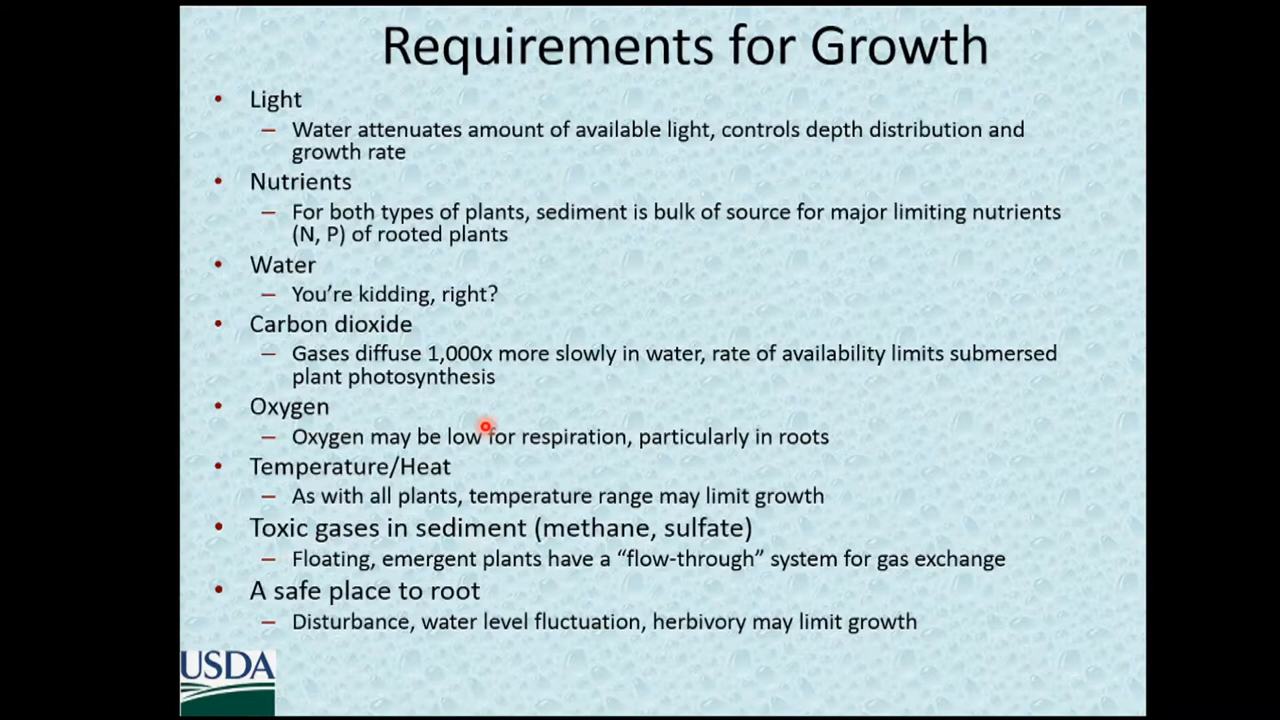 Requirements for Growth
• Light
– Water attenuates amount of available light, controls depth distribution and
growth rate
• Nutrients
– For both types of plants, sediment is bulk of source for major limiting nutrients
(N, P) of rooted plants
• Water
– You’re kidding, right?
• Carbon dioxide
– Gases diffuse 1,000x more slowly in water, rate of availability limits submersed
plant photosynthesis
• Oxygen
– Oxygen may be low for respiration, particularly in roots
• Temperature/Heat
– As with all plants, temperature range may limit growth
• Toxic gases in sediment (methane, sulfate)
– Floating, emergent plants have a “flow-through” system for gas exchange
• A safe place to root
– Disturbance, water level fluctuation, herbivory may limit growth
USDA